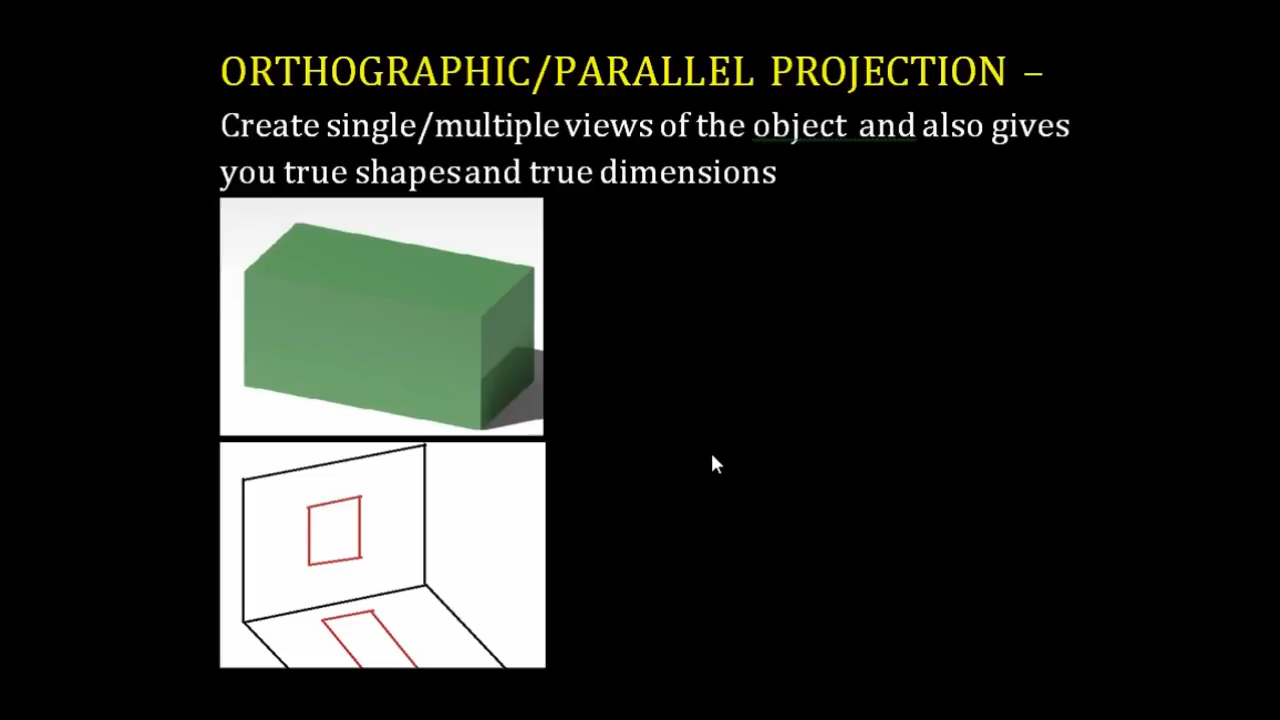 ORTHOGRAPHIC/PARALLEL PROJECTION –
Create single/multiple views of the object and also gives
you true shapes and true dimensions